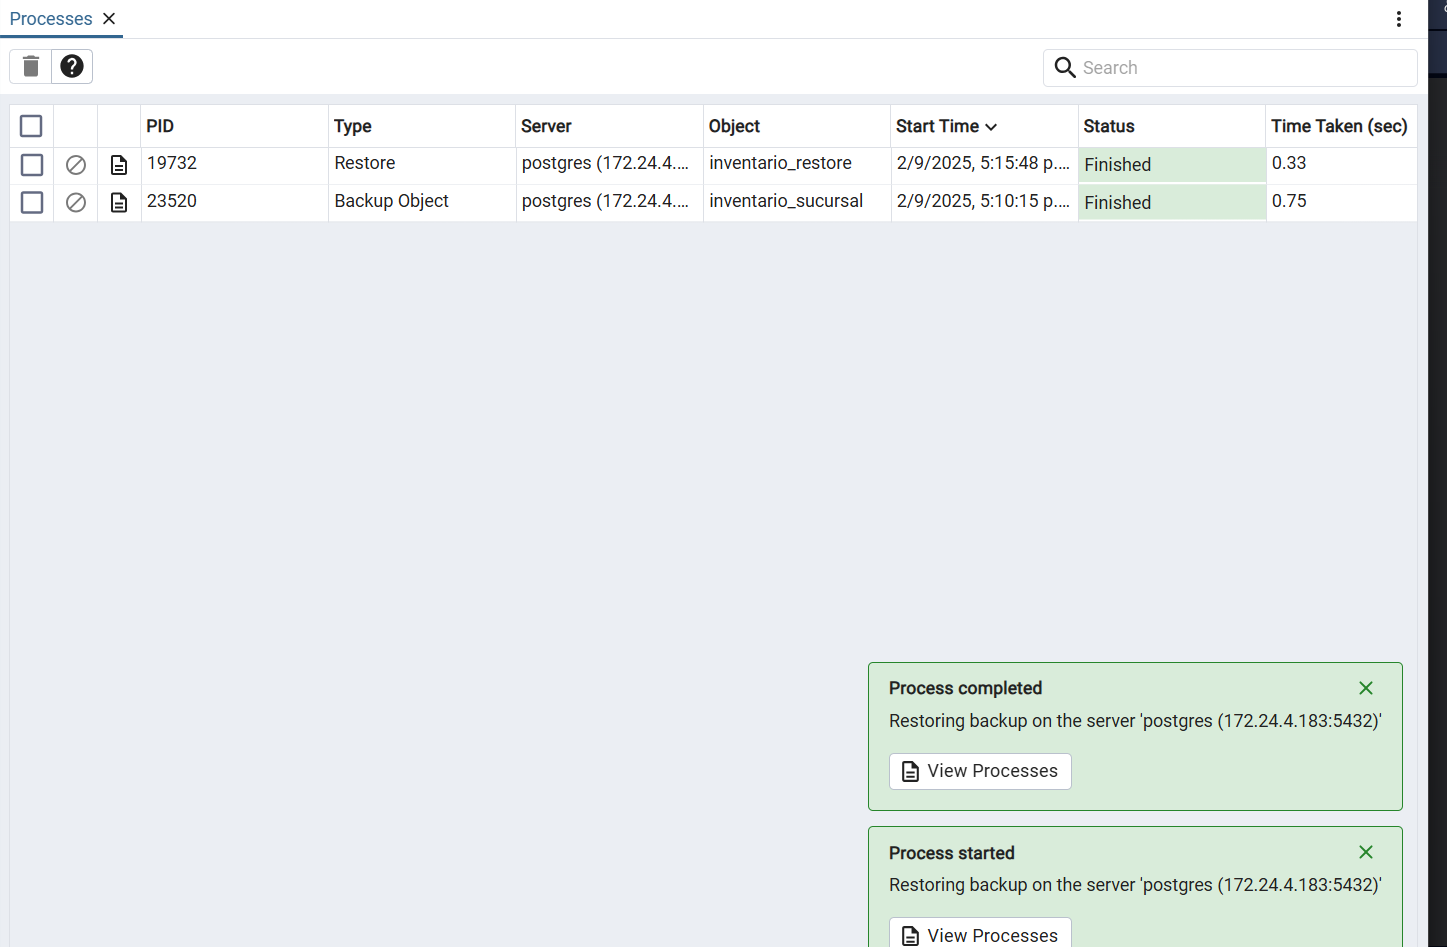 Processes
Search
PID Type Server Object Start Time Status Time Taken (sec)
19732 Restore postgres (172.24.4.... inventario_restore 2/9/2025, 5:15:48 p.... Finished 0.33
23520 Backup Object postgres (172.24.4.... inventario_sucursal 2/9/2025, 5:10:15 p.... Finished 0.75
Process completed
Restoring backup on the server 'postgres (172.24.4.183:5432)'
View Processes
Process started
Restoring backup on the server 'postgres (172.24.4.183:5432)'
View Processes